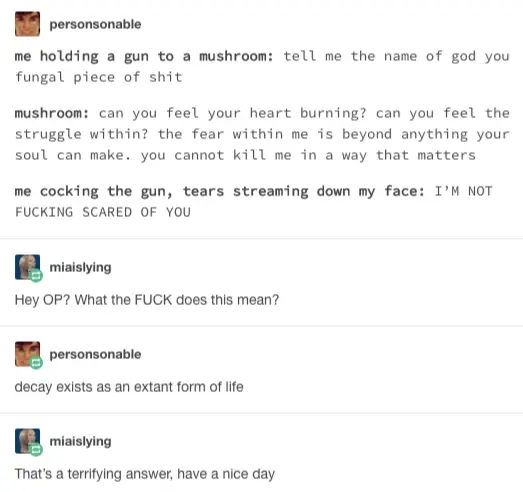 personsonable
me holding a gun to a mushroom: tell me the name of god you
fungal piece of shit
mushroom: can you feel your heart burning? can you feel the
struggle within? the fear within me is beyond anything your
soul can make. you cannot kill me in a way that matters
me cocking the gun, tears streaming down my face: I'M NOT
FUCKING SCARED OF YOU
miaislying
Hey OP? What the FUCK does this mean?
personsonable
decay exists as an extant form of life
miaislying
That's a terrifying answer, have a nice day